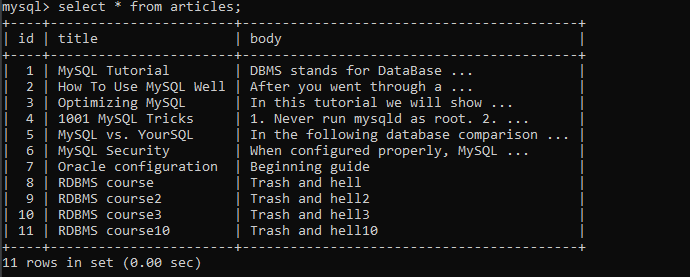 mysql> select * from articles;
+----+-----------------------+------------------------------------------+
| id | title                 | body                                     |
+----+-----------------------+------------------------------------------+
|  1 | MySQL Tutorial        | DBMS stands for DataBase ...             |
|  2 | How To Use MySQL Well | After you went through a ...             |
|  3 | Optimizing MySQL      | In this tutorial we will show ...        |
|  4 | 1001 MySQL Tricks     | 1. Never run mysqld as root. 2. ...      |
|  5 | MySQL vs. YourSQL     | In the following database comparison ... |
|  6 | MySQL Security        | When configured properly, MySQL ...      |
|  7 | Oracle configuration  | Beginning guide                          |
|  8 | RDBMS course          | Trash and hell                           |
|  9 | RDBMS course2         | Trash and hell2                          |
| 10 | RDBMS course3         | Trash and hell3                          |
| 11 | RDBMS course10        | Trash and hell10                         |
+----+-----------------------+------------------------------------------+
11 rows in set (0.00 sec)